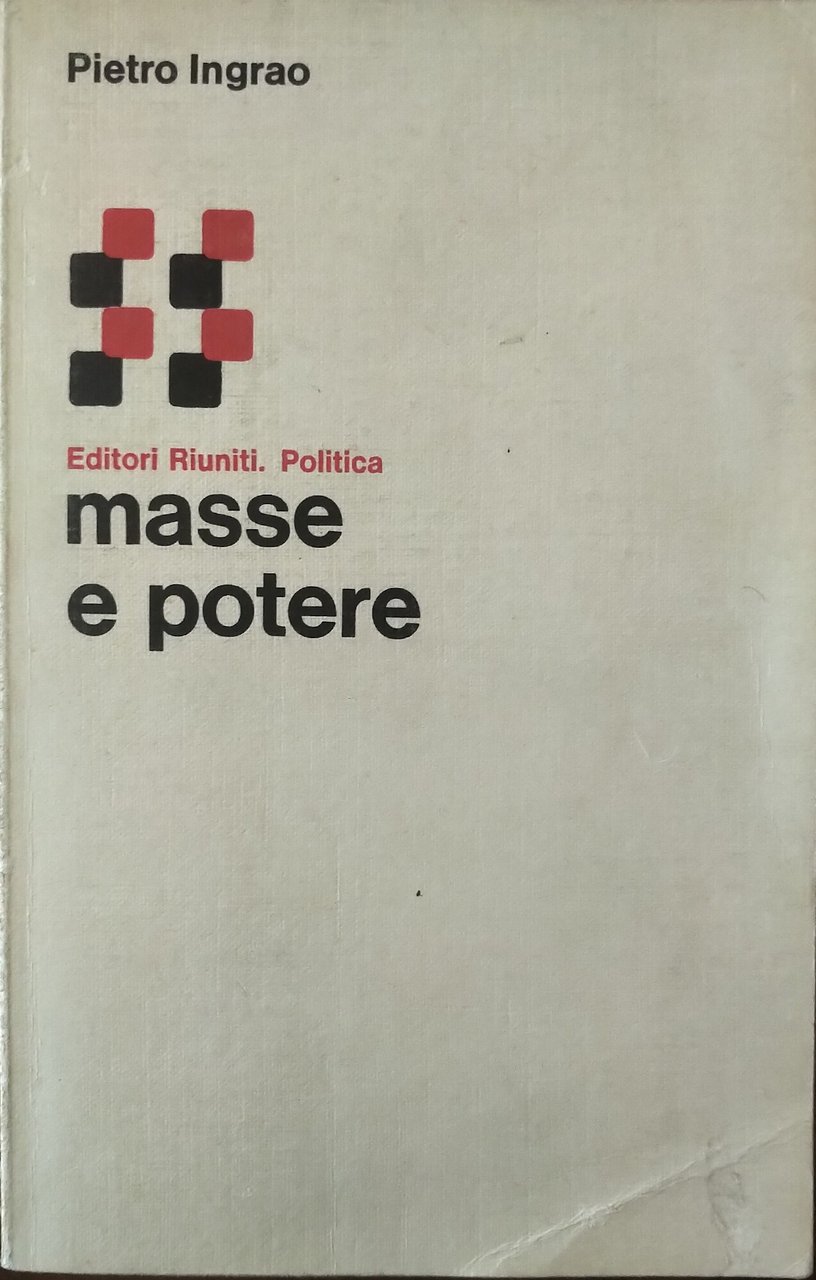 Pietro Ingrao
Editori Riuniti. Politica
masse
e potere